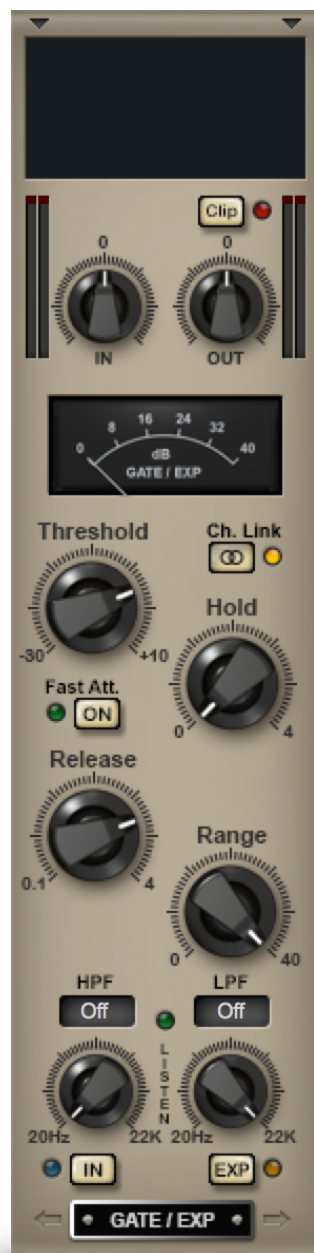 Clip
0 0
IN OUT
0 8 16 24 32 40
dB
GATE / EXP
Threshold
Ch. Link
-30 +10
Hold
Fast Att.
ON
0 4
Release
Range
0.1 4
0 40
HPF LPF
Off Off
LISTEN
20Hz 22K 20Hz 22K
IN EXP
GATE / EXP